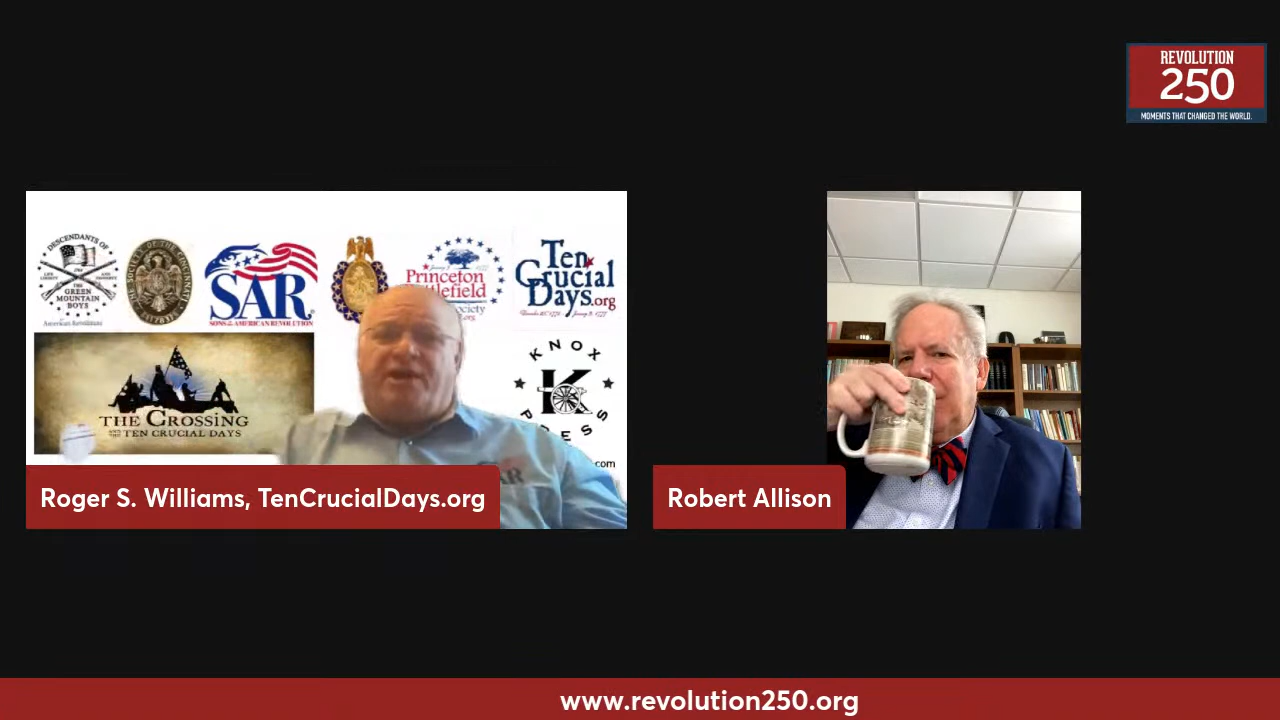 REVOLUTION
250
MOMENTS THAT CHANGED THE WORLD.
DESCENDANTS OF
THE
GREEN
MOUNTAIN
BOYS
SAR
SONS of the AMERICAN REVOLUTION
Princeton
Ten
Crucial
Days.org
THE CROSSING
AND THE TEN CRUCIAL DAYS
KNOX
K
Roger S. Williams, TenCrucialDays.org
Robert Allison
www.revolution250.org